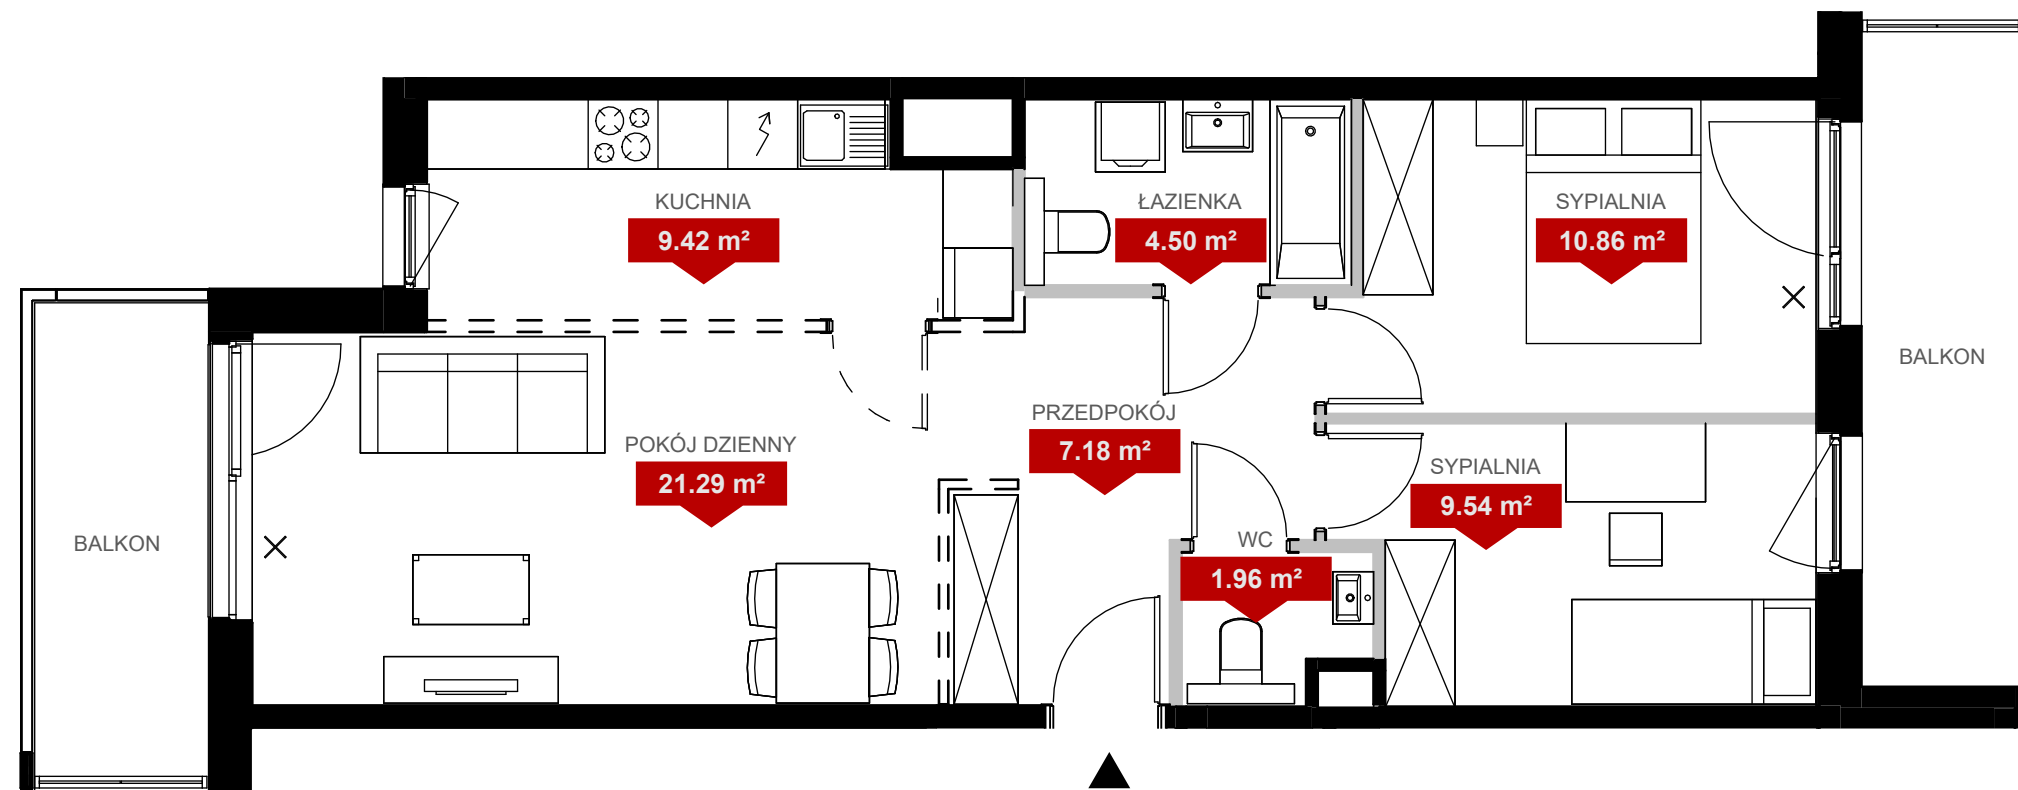 KUCHNIA
9.42 m²
ŁAZIENKA
4.50 m²
SYPIALNIA
10.86 m²
BALKON
PRZEDPOKÓJ
7.18 m²
POKÓJ DZIENNY
21.29 m²
SYPIALNIA
9.54 m²
BALKON
WC
1.96 m²